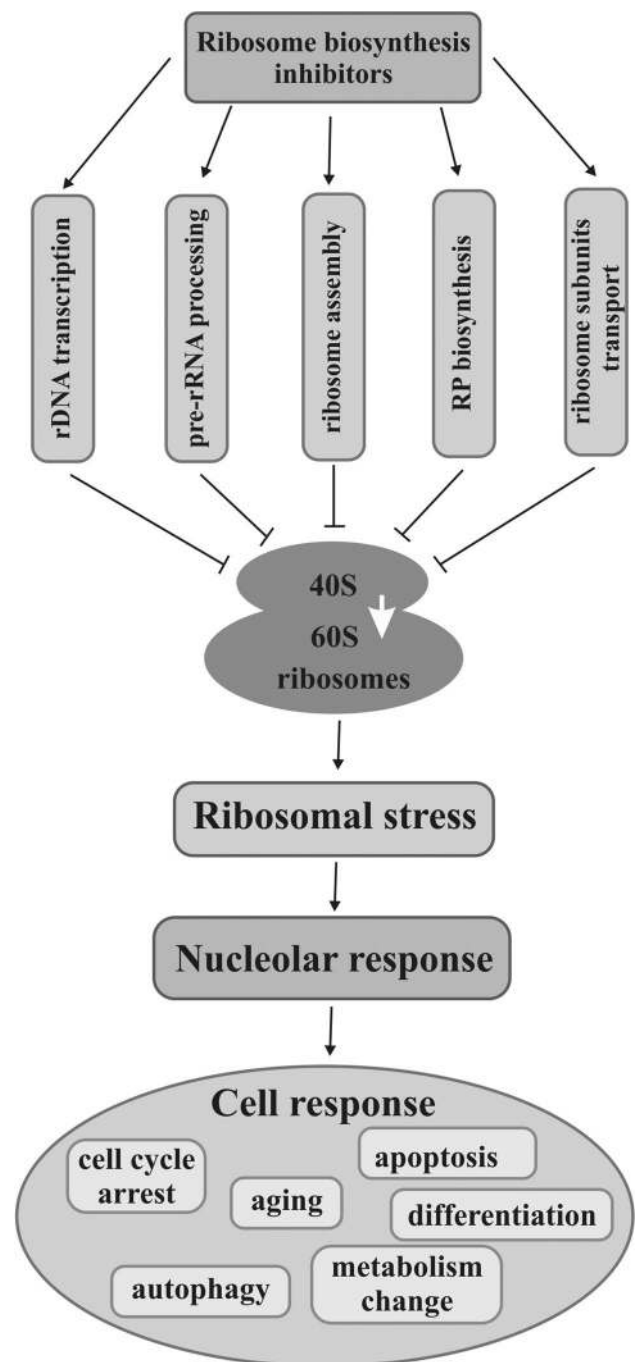 Ribosome biosynthesis
inhibitors
rDNA transcription
pre-rRNA processing
ribosome assembly
RP biosynthesis
ribosome subunits
transport
40S
60S
ribosomes
Ribosomal stress
Nucleolar response
Cell response
cell cycle
arrest
apoptosis
aging
differentiation
autophagy
metabolism
change